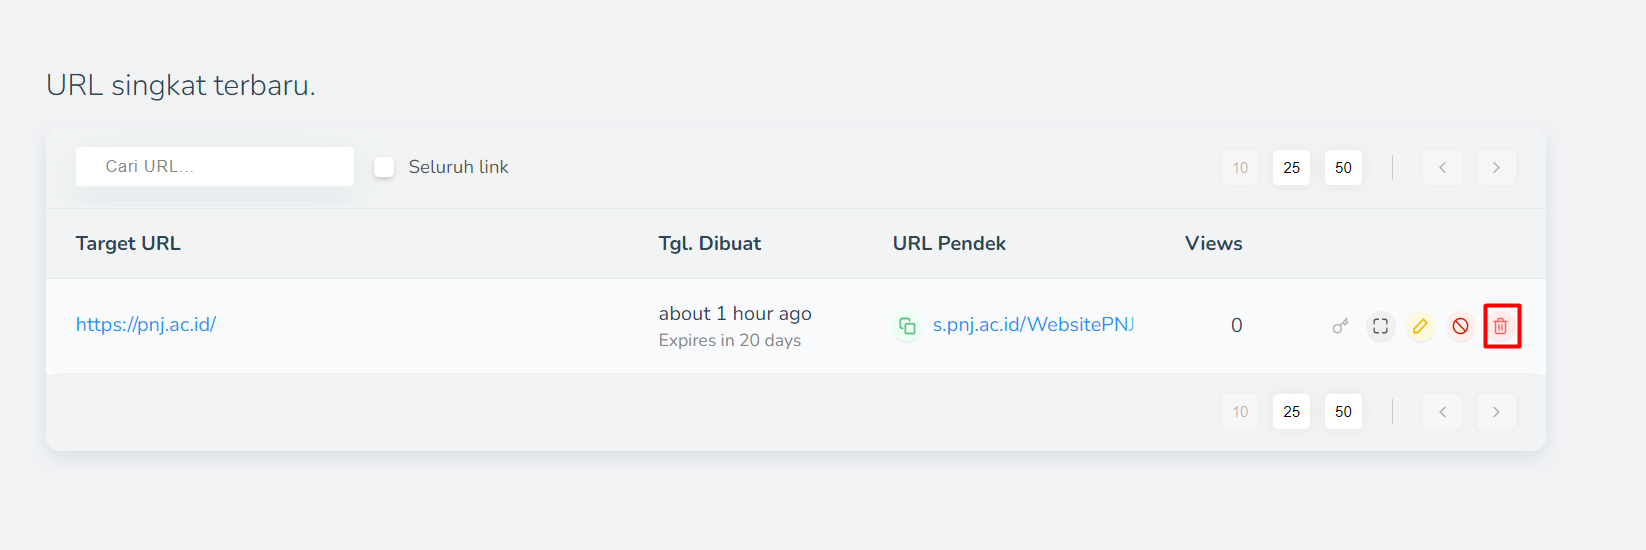 URL singkat terbaru.
Cari URL... Seluruh link 10 25 50
Target URL Tgl. Dibuat URL Pendek Views
https://pnj.ac.id/ about 1 hour ago s.pnj.ac.id/WebsitePNJ 0
Expires in 20 days
10 25 50